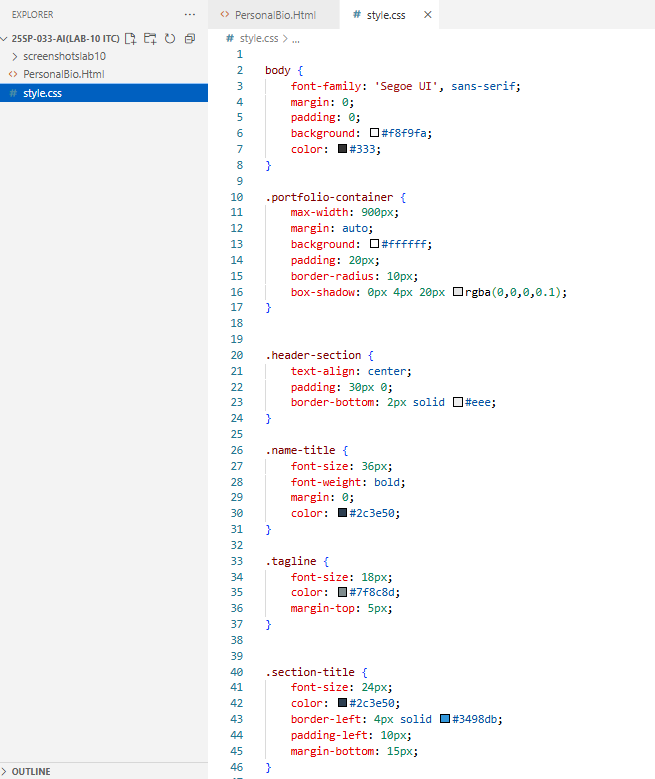 EXPLORER ...
25SP-033-AI(LAB-10 ITC)
screenshotslab10
<> PersonalBio.Html
# style.css
OUTLINE
<> PersonalBio.Html # style.css ×
# style.css > ...
1
2 body {
3 font-family: 'Segoe UI', sans-serif;
4 margin: 0;
5 padding: 0;
6 background: #f8f9fa;
7 color: #333;
8 }
9
10 .portfolio-container {
11 max-width: 900px;
12 margin: auto;
13 background: #ffffff;
14 padding: 20px;
15 border-radius: 10px;
16 box-shadow: 0px 4px 20px rgba(0,0,0,0.1);
17 }
18
19
20 .header-section {
21 text-align: center;
22 padding: 30px 0;
23 border-bottom: 2px solid #eee;
24 }
25
26 .name-title {
27 font-size: 36px;
28 font-weight: bold;
29 margin: 0;
30 color: #2c3e50;
31 }
32
33 .tagline {
34 font-size: 18px;
35 color: #7f8c8d;
36 margin-top: 5px;
37 }
38
39
40 .section-title {
41 font-size: 24px;
42 color: #2c3e50;
43 border-left: 4px solid #3498db;
44 padding-left: 10px;
45 margin-bottom: 15px;
46 }